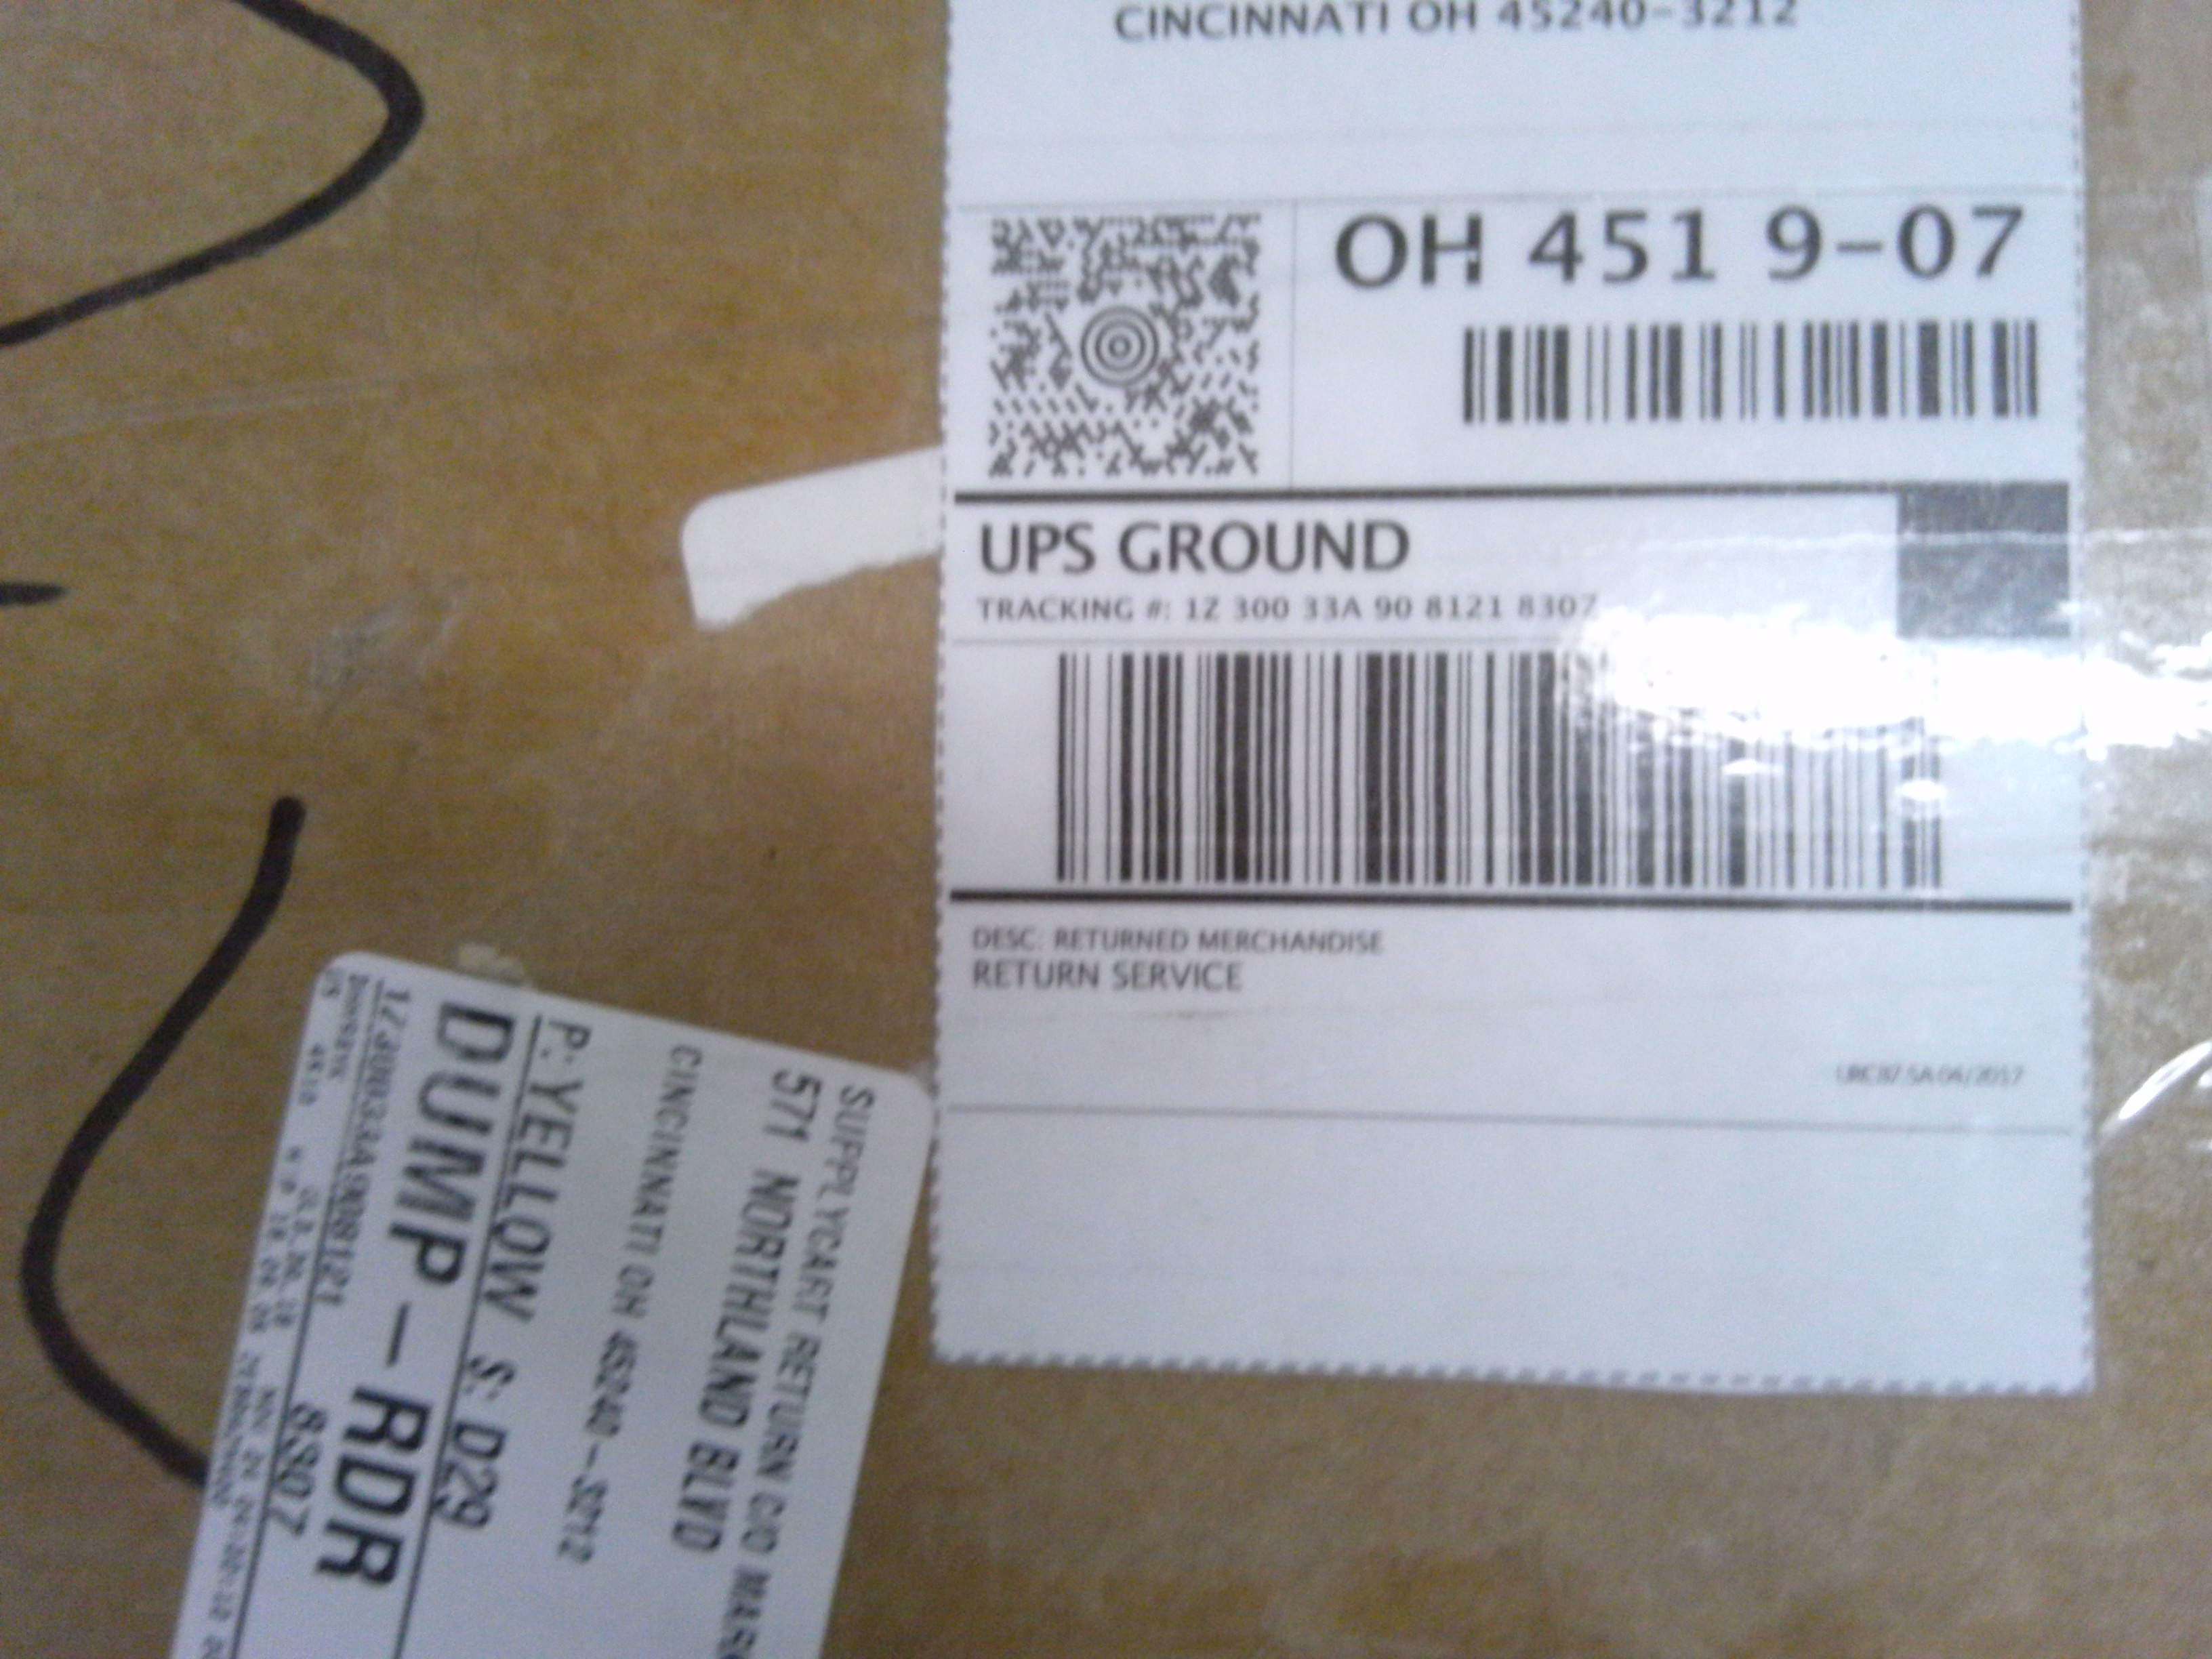 CINCINNATI OH 45240-3212
OH 451 9-07
UPS GROUND
TRACKING #: 1Z 300 33A 90 8121 8307
DESC: RETURNED MERCHANDISE
RETURN SERVICE
SUPPLYCART RETURN C/O
571 NORTHLAND BLVD
CINCINNATI OH 45240-3212
P: YELLOW S: D29
DUMP-RDR
1Z30033A908121 8307